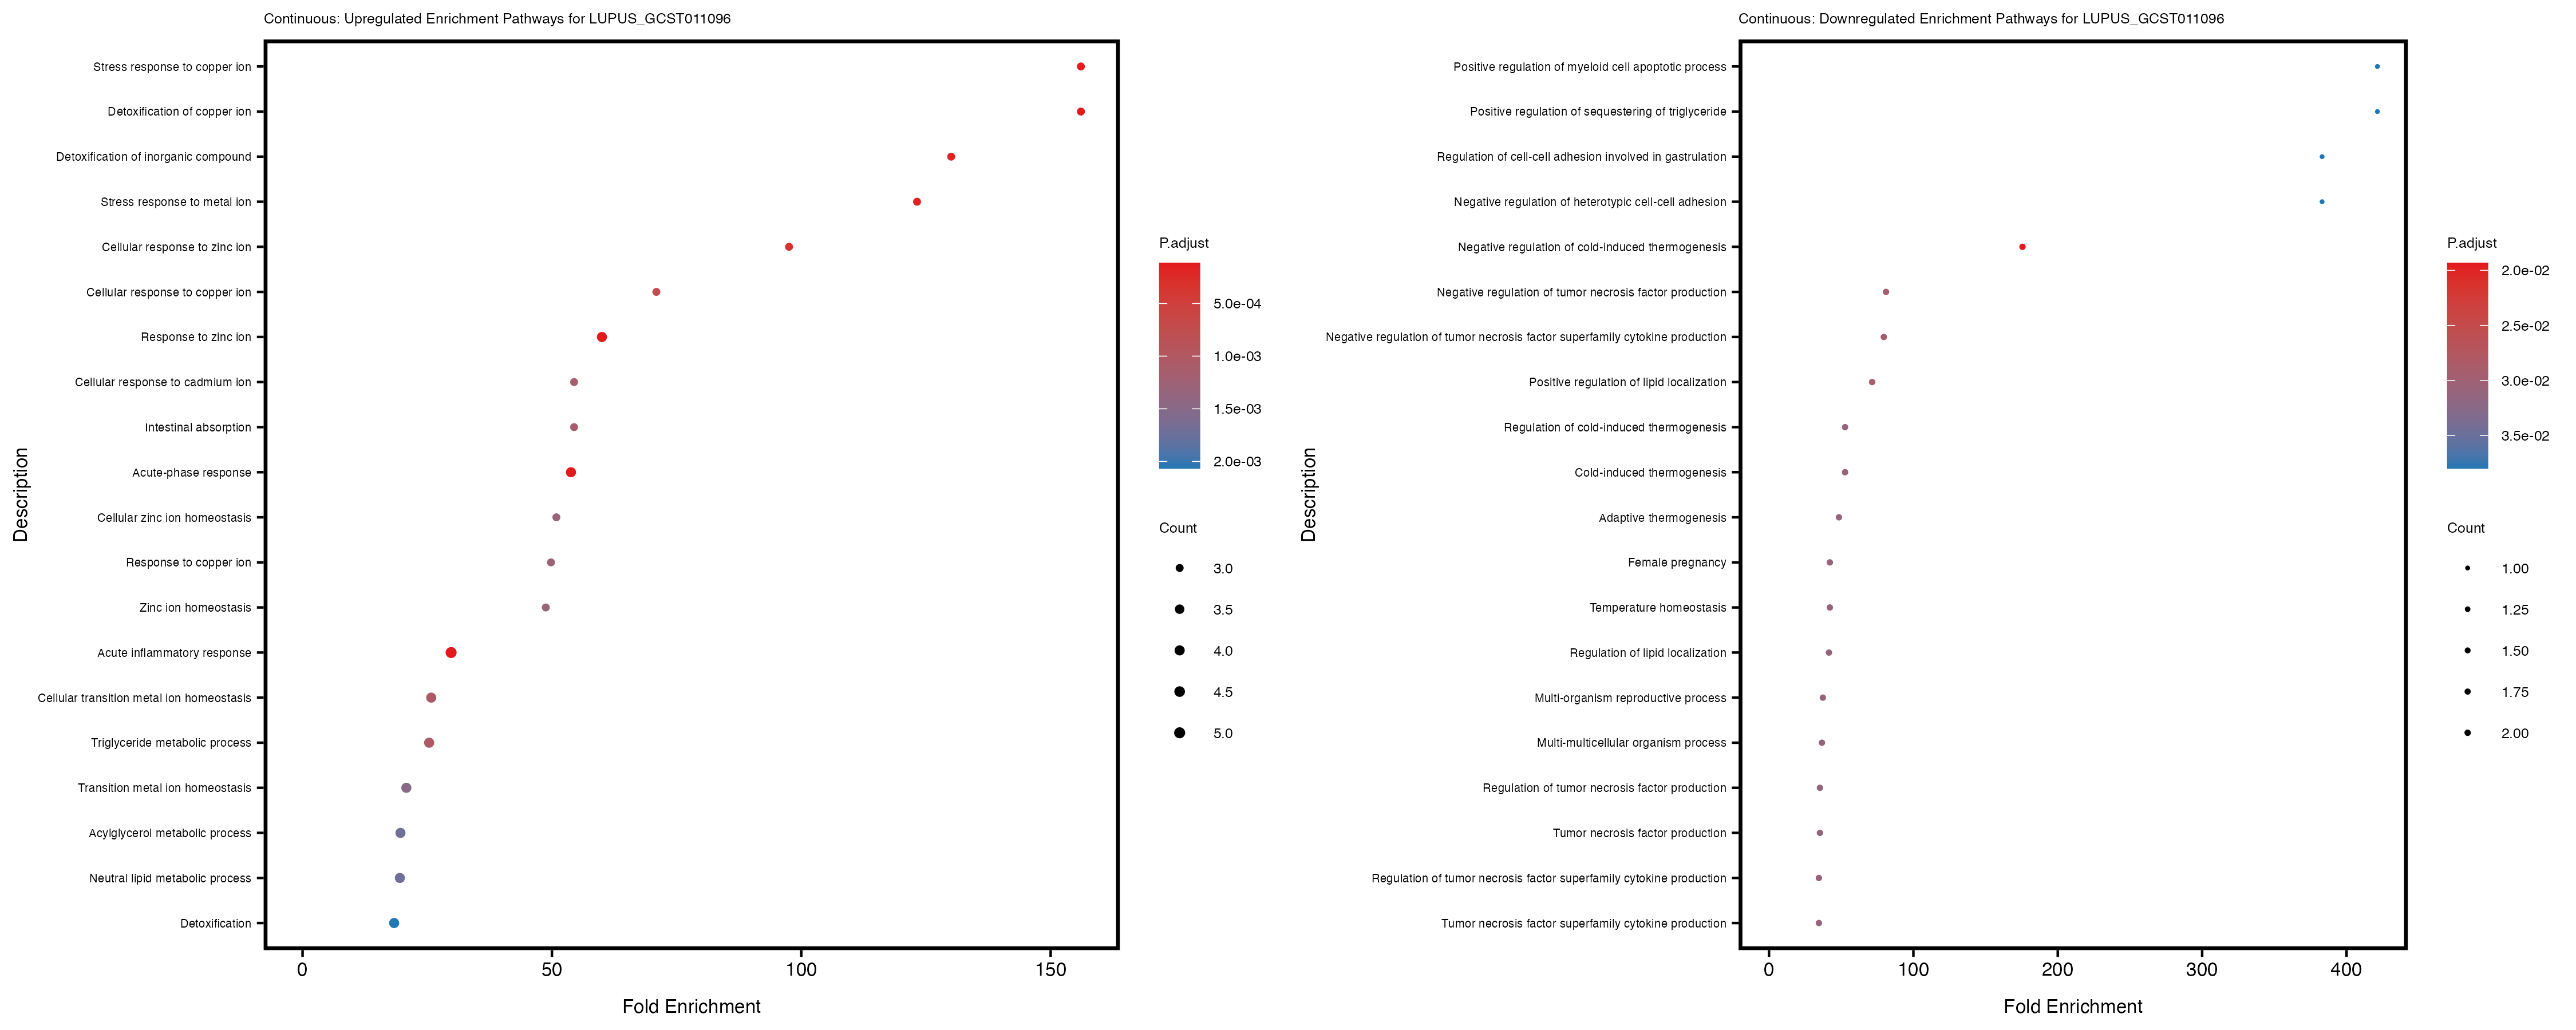 Continuous: Upregulated Enrichment Pathways for LUPUS_GCST011096
Description
Stress response to copper ion
Detoxification of copper ion
Detoxification of inorganic compound
Stress response to metal ion
Cellular response to zinc ion
Cellular response to copper ion
Response to zinc ion
Cellular response to cadmium ion
Intestinal absorption
Acute-phase response
Cellular zinc ion homeostasis
Response to copper ion
Zinc ion homeostasis
Acute inflammatory response
Cellular transition metal ion homeostasis
Triglyceride metabolic process
Transition metal ion homeostasis
Acylglycerol metabolic process
Neutral lipid metabolic process
Detoxification
0
50
100
150
Fold Enrichment
P.adjust
5.0e-04
1.0e-03
1.5e-03
2.0e-03
Count
3.0
3.5
4.0
4.5
5.0
Continuous: Downregulated Enrichment Pathways for LUPUS_GCST011096
Description
Positive regulation of myeloid cell apoptotic process
Positive regulation of sequestering of triglyceride
Regulation of cell-cell adhesion involved in gastrulation
Negative regulation of heterotypic cell-cell adhesion
Negative regulation of cold-induced thermogenesis
Negative regulation of tumor necrosis factor production
Negative regulation of tumor necrosis factor superfamily cytokine production
Positive regulation of lipid localization
Regulation of cold-induced thermogenesis
Cold-induced thermogenesis
Adaptive thermogenesis
Female pregnancy
Temperature homeostasis
Regulation of lipid localization
Multi-organism reproductive process
Multi-multicellular organism process
Regulation of tumor necrosis factor production
Tumor necrosis factor production
Regulation of tumor necrosis factor superfamily cytokine production
Tumor necrosis factor superfamily cytokine production
0
100
200
300
400
Fold Enrichment
P.adjust
2.0e-02
2.5e-02
3.0e-02
3.5e-02
Count
1.00
1.25
1.50
1.75
2.00